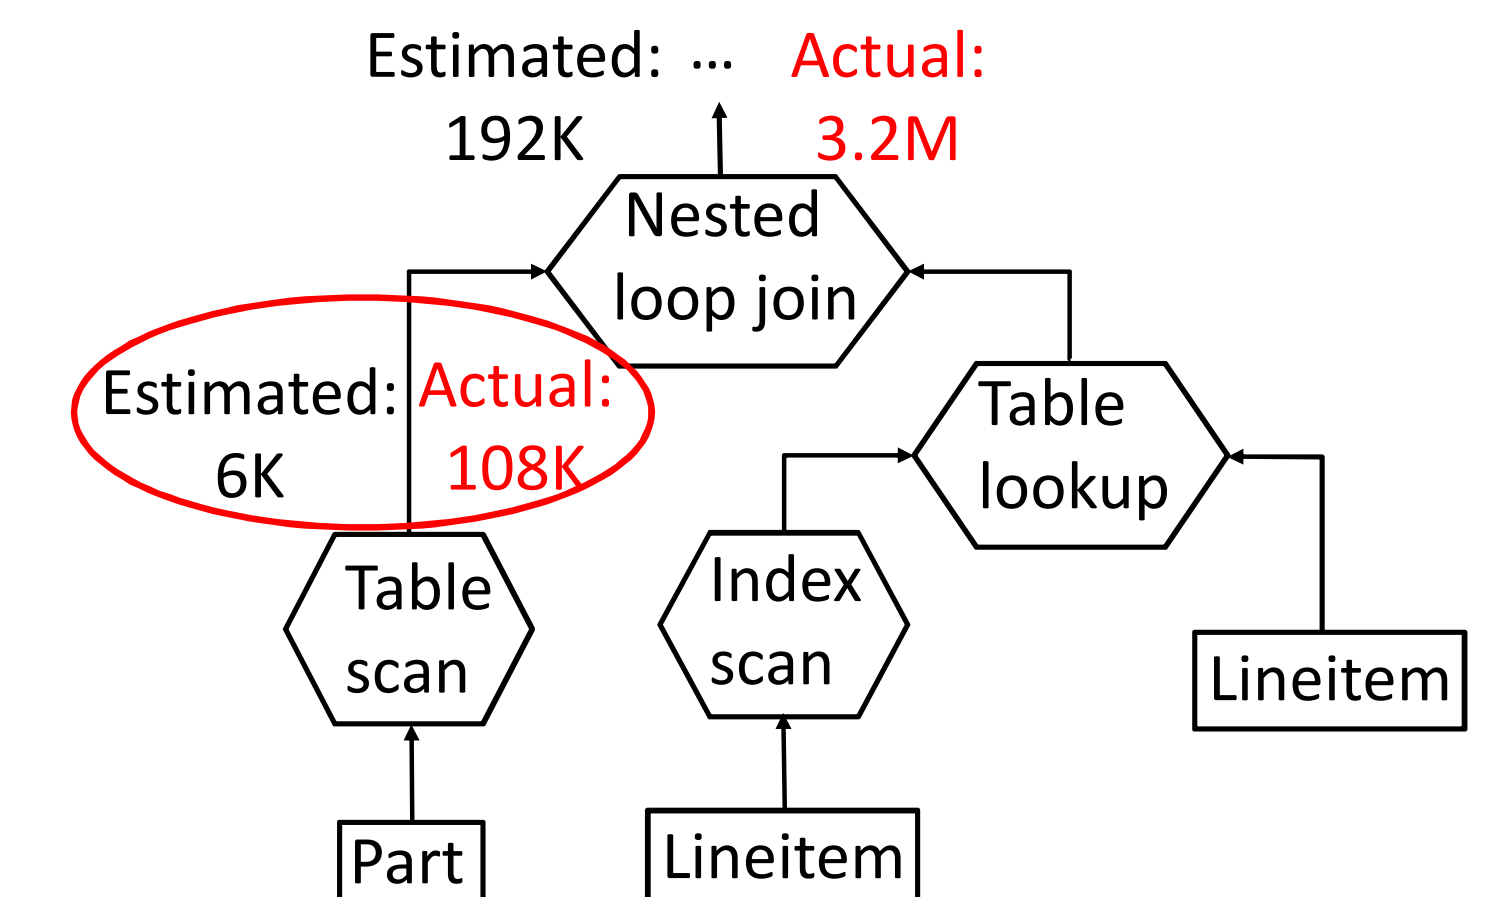 Estimated: ... Actual:
192K 3.2M
Nested
loop join
Estimated: Actual:
6K 108K
Table
lookup
Table
scan
Index
scan
Lineitem
Part
Lineitem